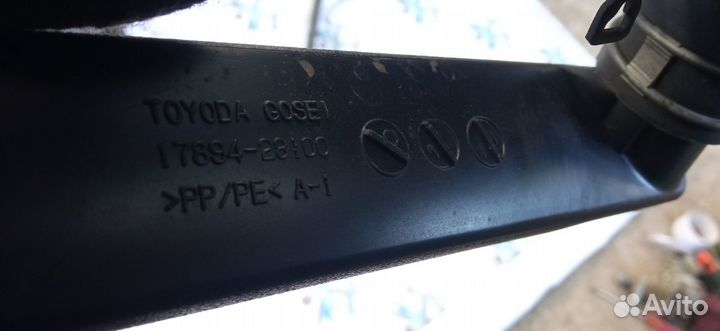 TOYODA GOSEI
17894-28100
>PP/PE< A-1
Avito